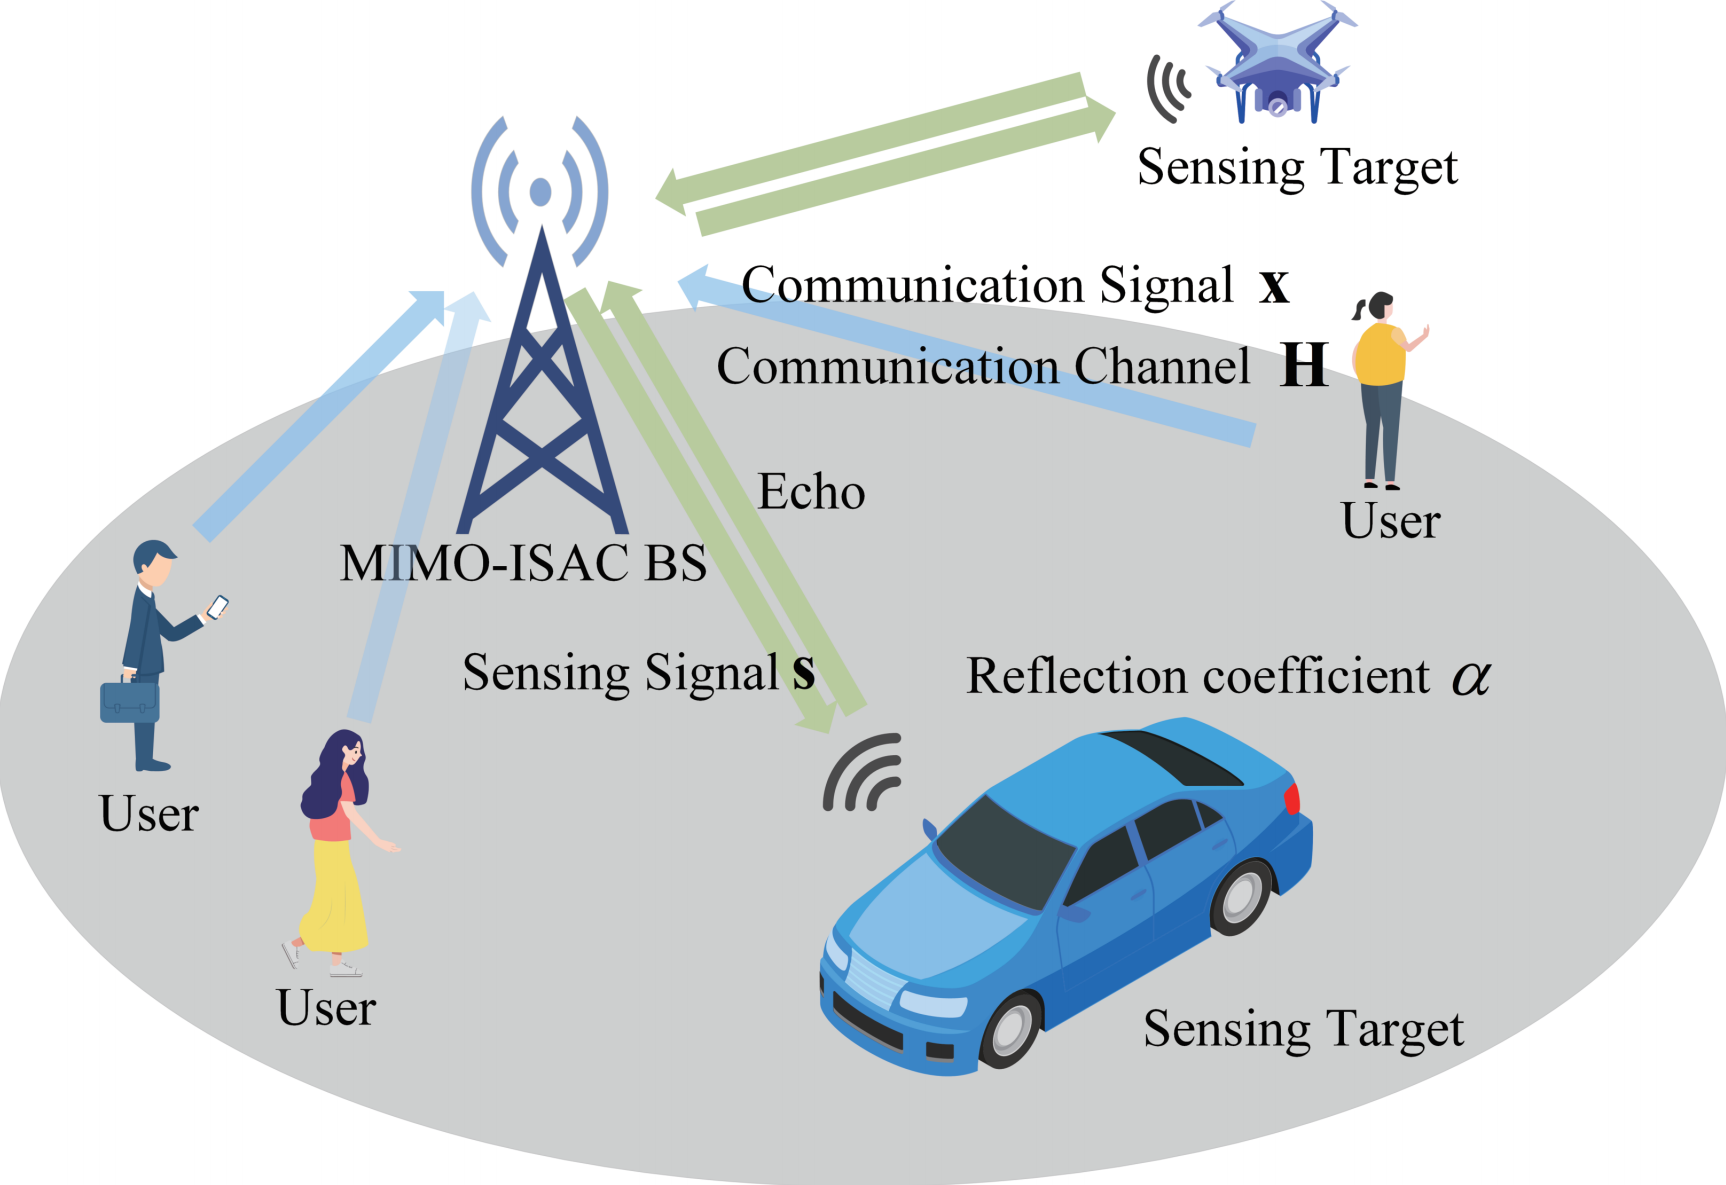 Sensing Target
Communication Signal x
Communication Channel H
Echo
User
MIMO-ISAC BS
Sensing Signal s
Reflection coefficient α
User
User
Sensing Target